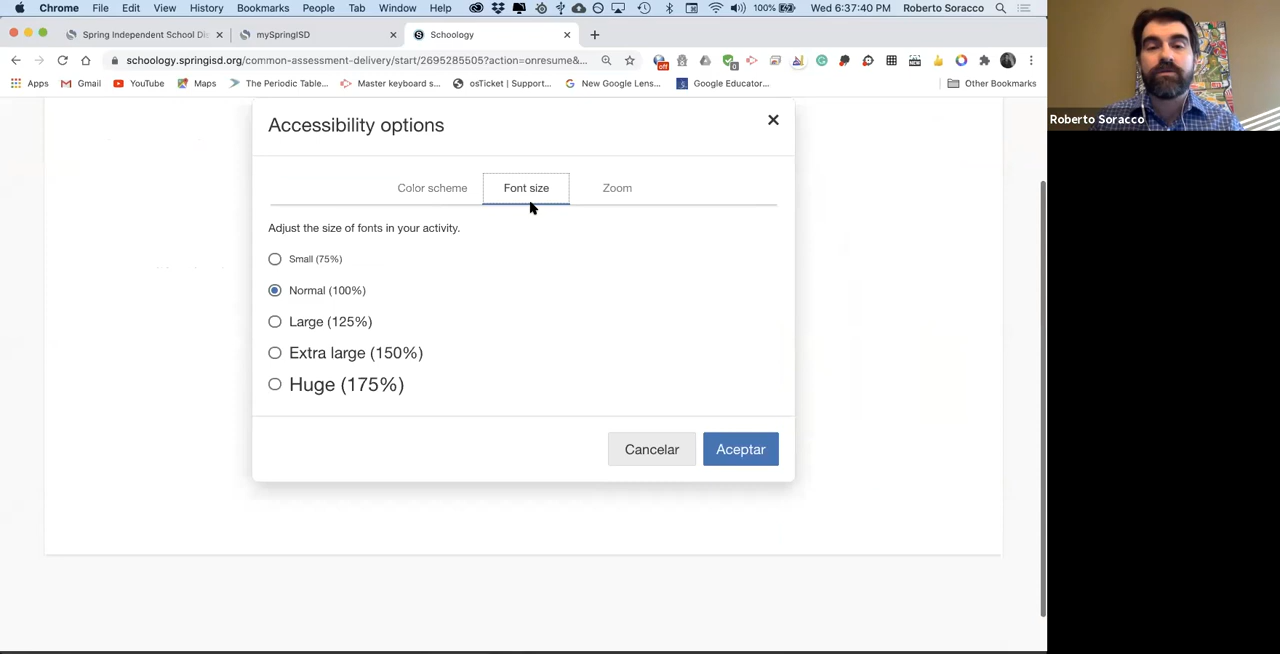 Chrome File Edit View History Bookmarks People Tab Window Help 100% Wed 6:37:40 PM Roberto Soracco
Spring Independent School Di
mySpringISD
Schoology
schoology.springisd.org/common-assessment-delivery/start/2695285505?action=onresume&...
off 0 NEW
Apps Gmail YouTube Maps The Periodic Table... Master keyboard s... osTicket | Support... New Google Lens... Google Educator... Other Bookmarks
Roberto Soracco
Accessibility options
Color scheme Font size Zoom
Adjust the size of fonts in your activity.
Small (75%)
Normal (100%)
Large (125%)
Extra large (150%)
Huge (175%)
Cancelar Aceptar